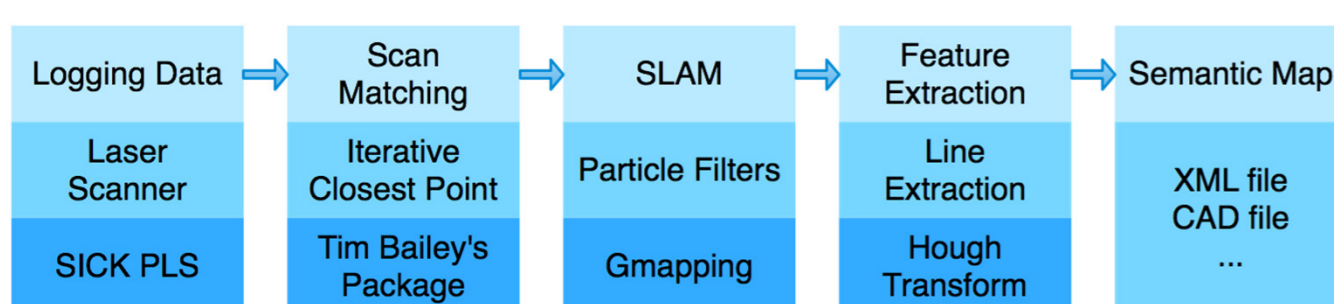 Logging Data
Laser
Scanner
SICK PLS
Scan
Matching
Iterative
Closest Point
Tim Bailey's
Package
SLAM
Particle Filters
Gmapping
Feature
Extraction
Line
Extraction
Hough
Transform
Semantic Map
XML file
CAD file
...